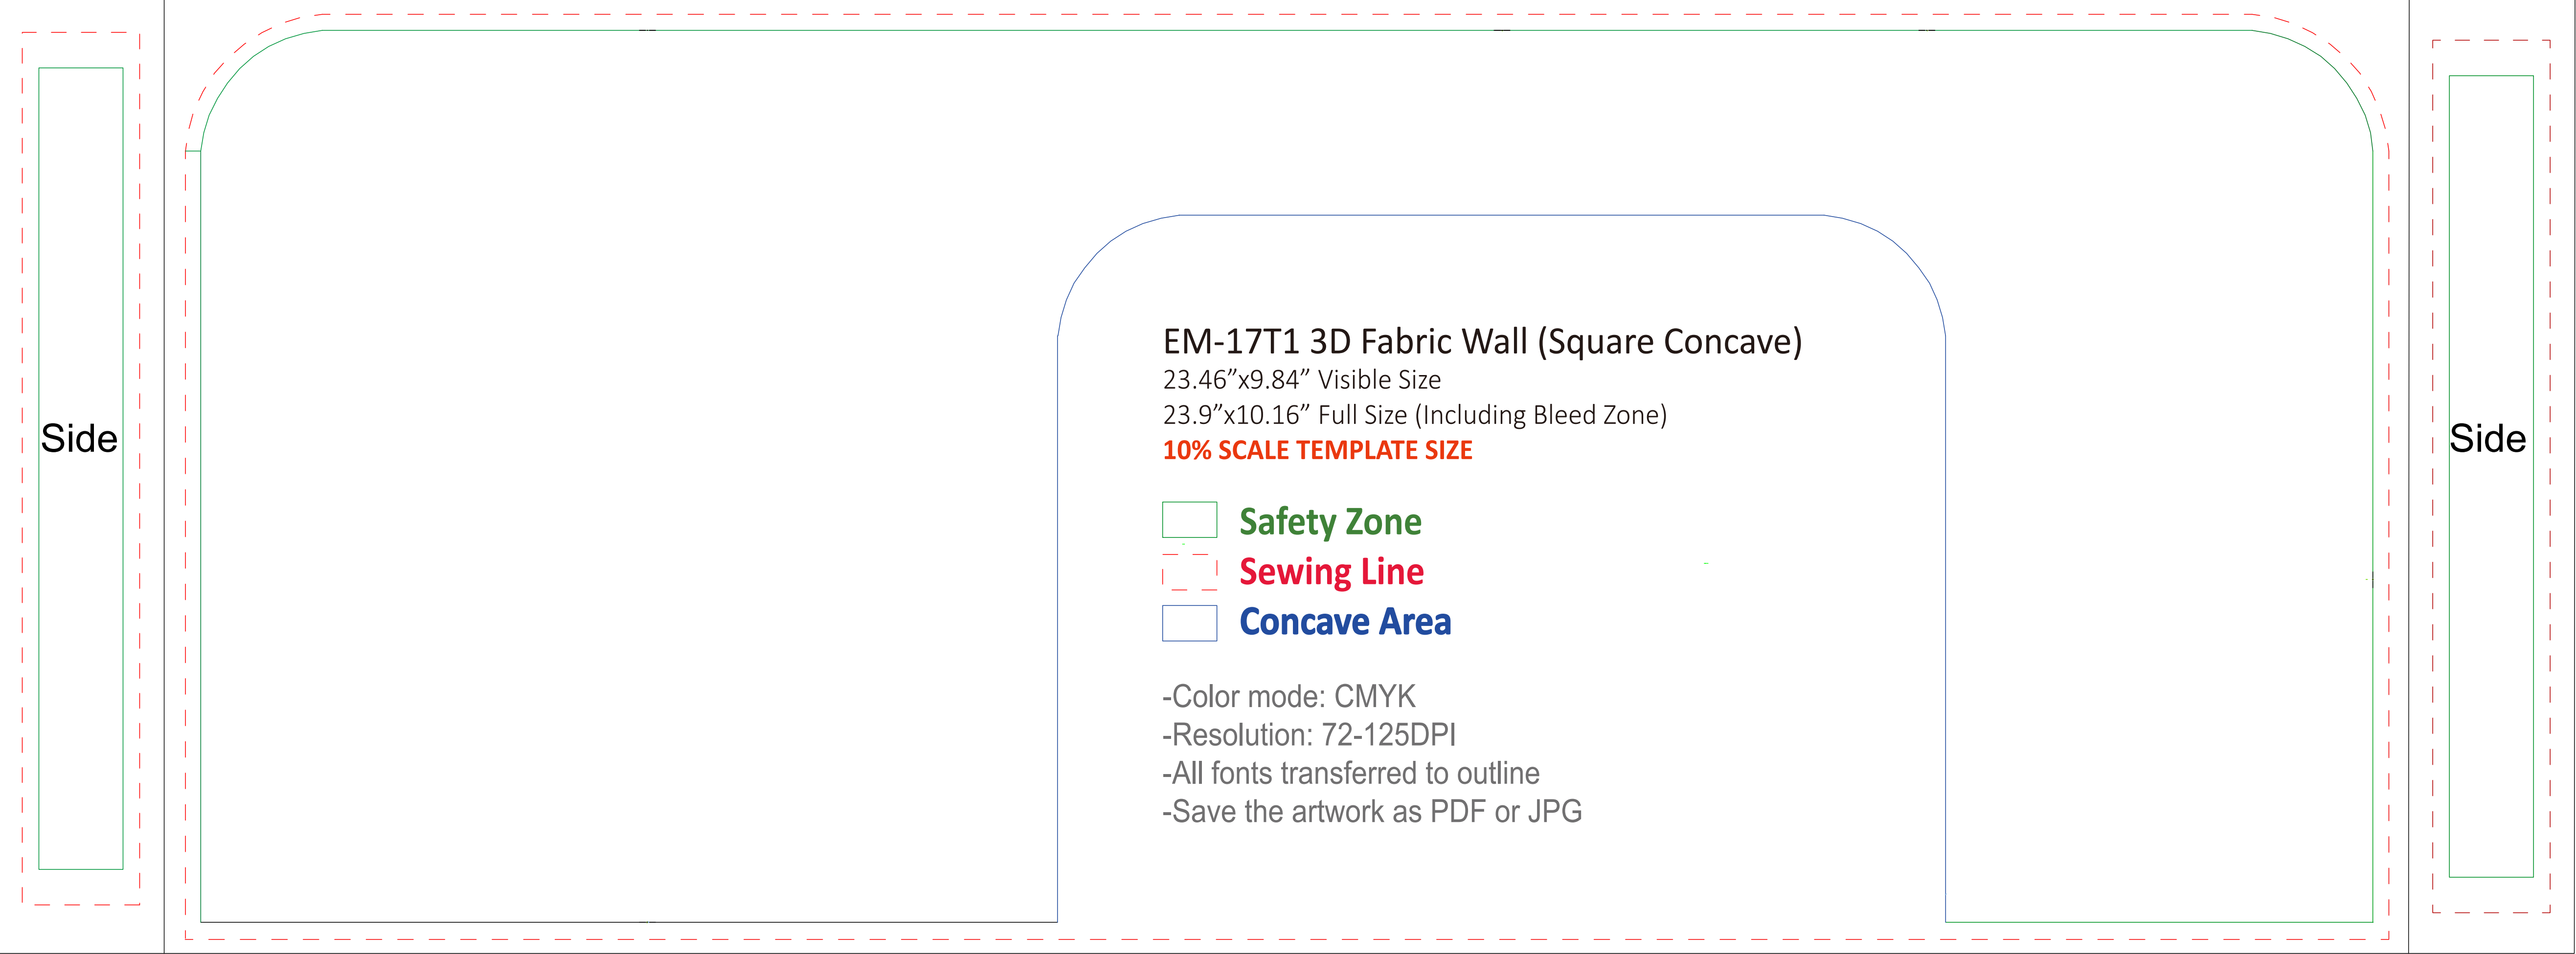 Side
EM-17T1 3D Fabric Wall (Square Concave)
23.46”x9.84” Visible Size
23.9”x10.16” Full Size (Including Bleed Zone)
10% SCALE TEMPLATE SIZE
Safety Zone
Sewing Line
Concave Area
-Color mode: CMYK
-Resolution: 72-125DPI
-All fonts transferred to outline
-Save the artwork as PDF or JPG
Side